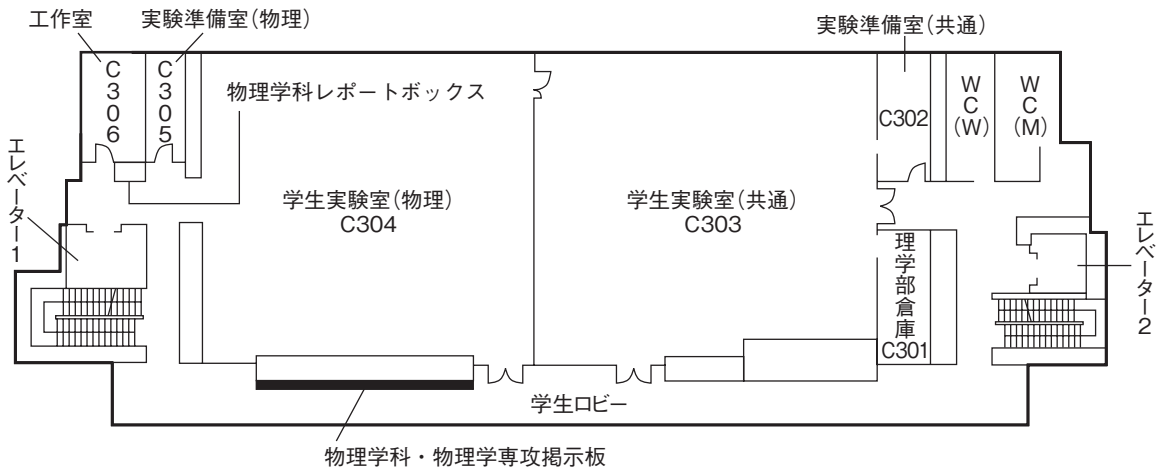 工作室
実験準備室(物理)
実験準備室(共通)
C306
C305
物理学科レポートボックス
C302
WC(W)
WC(M)
エレベーター1
学生実験室(物理)
C304
学生実験室(共通)
C303
理学部倉庫
C301
エレベーター2
学生ロビー
物理学科・物理学専攻掲示板